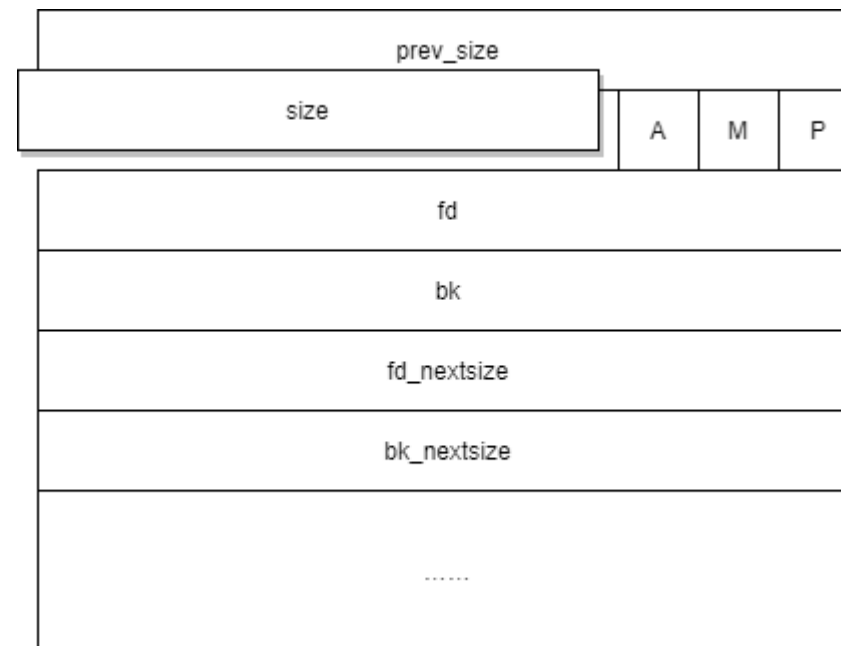 prev_size
size
A M P
fd
bk
fd_nextsize
bk_nextsize
......